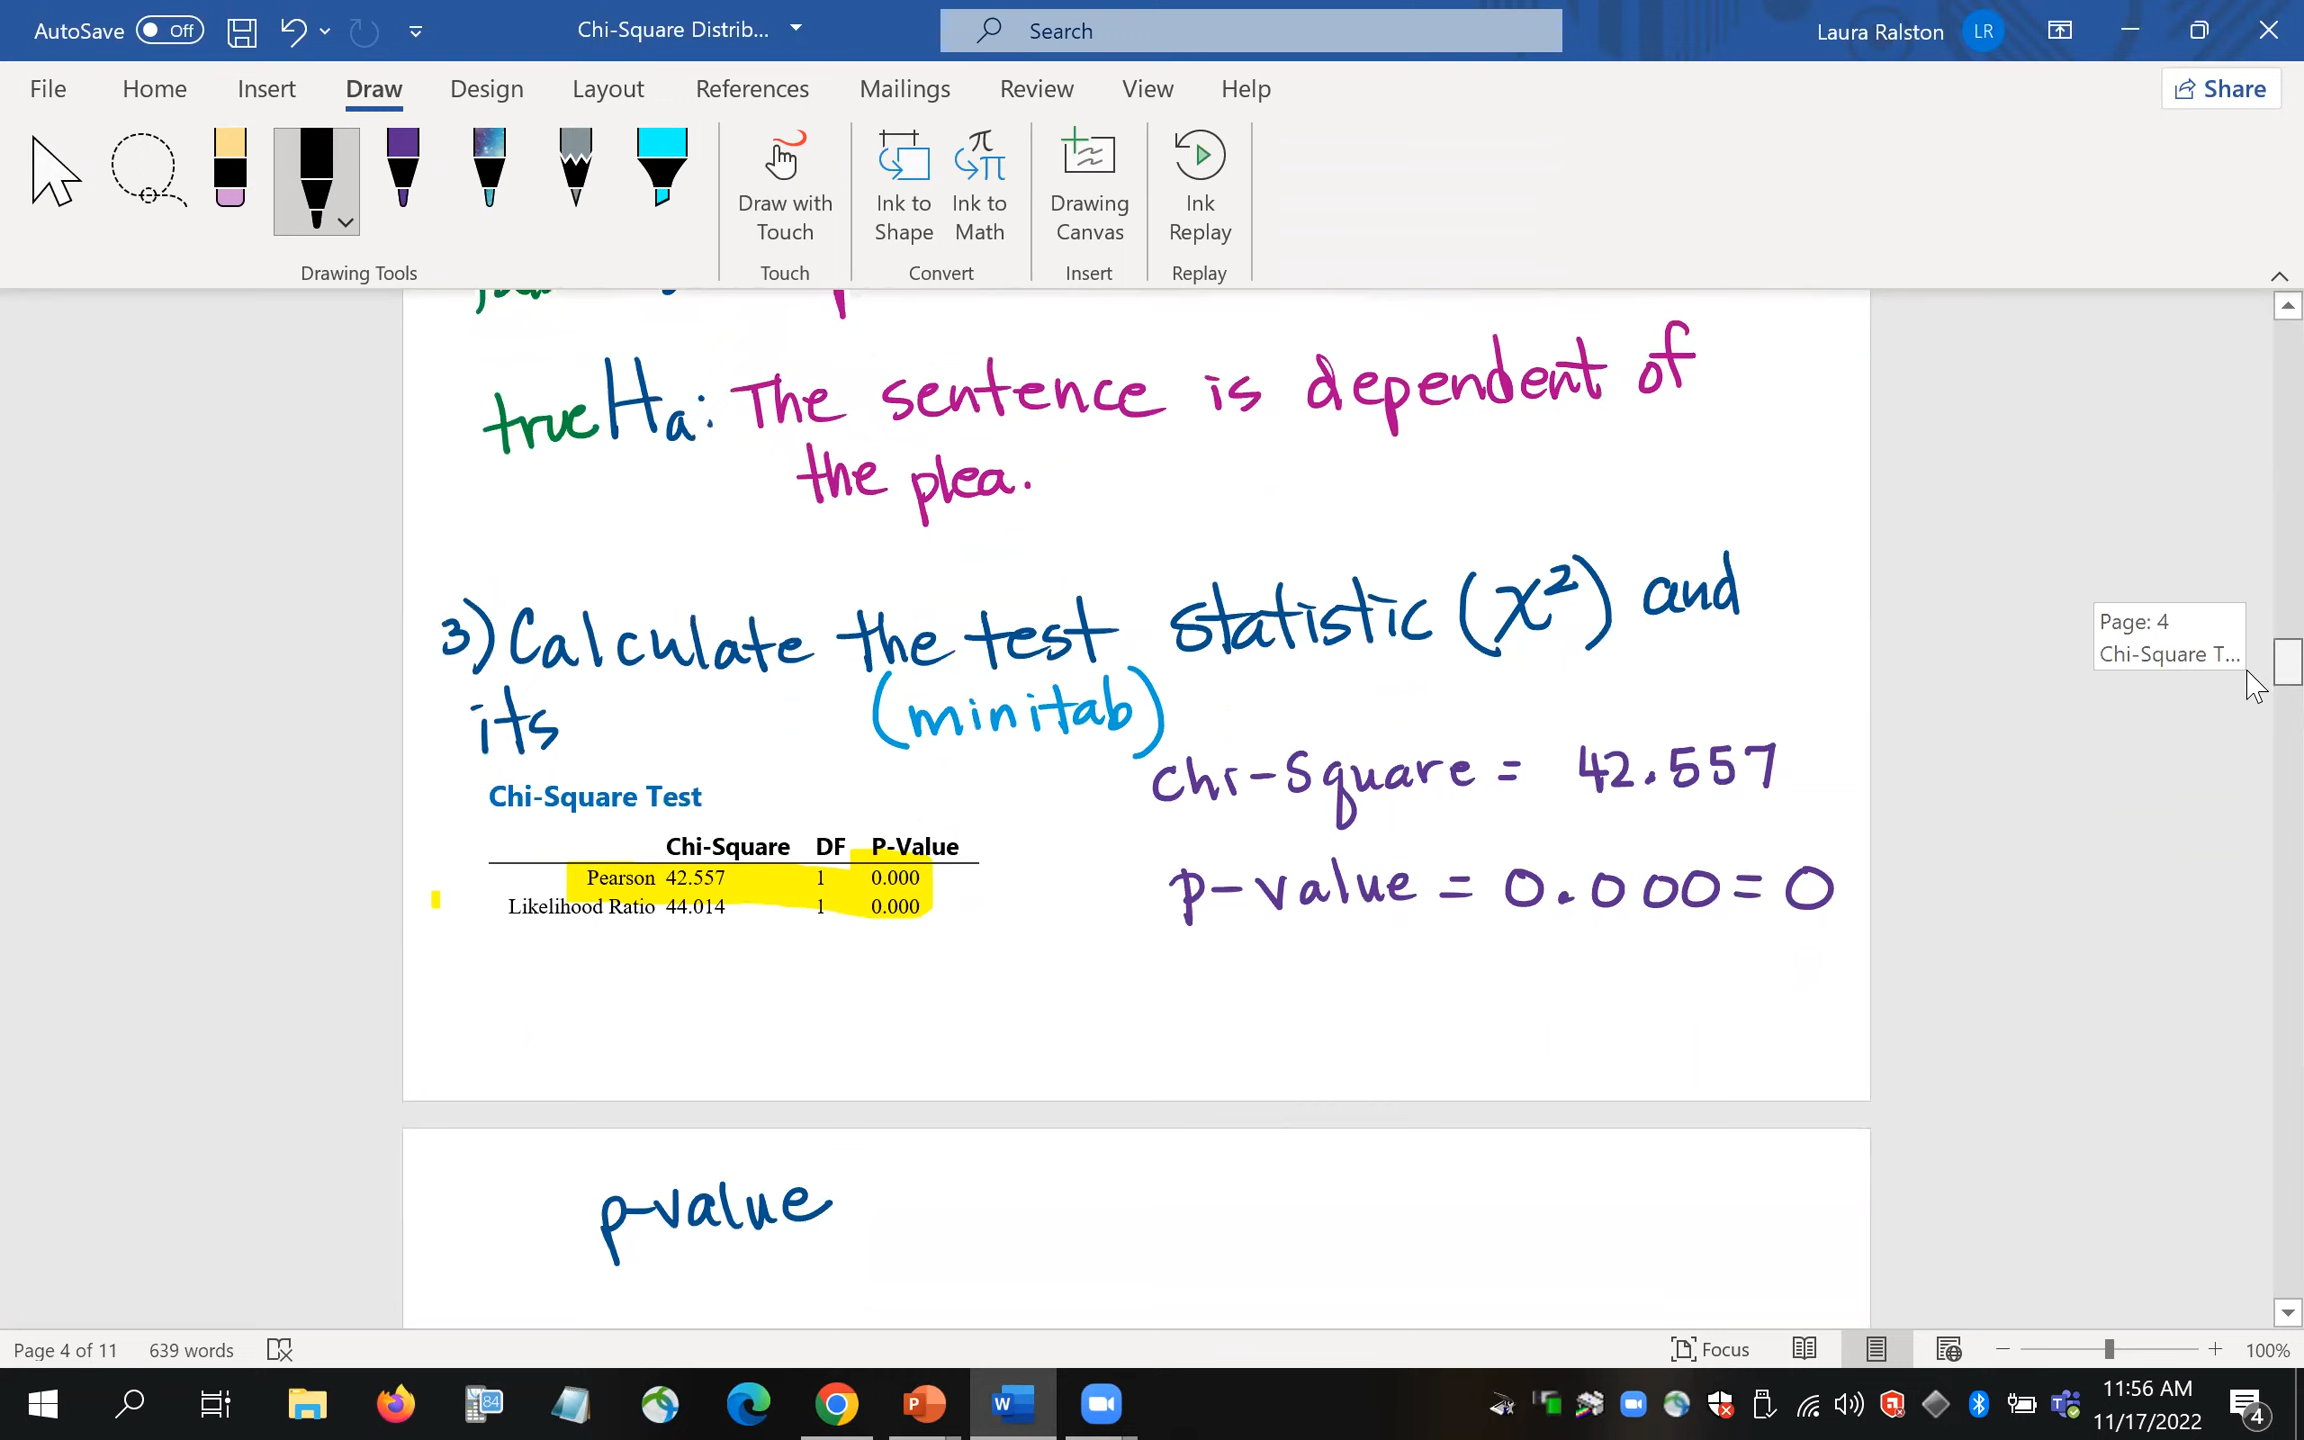 AutoSave Off Chi-Square Distrib... Search Laura Ralston LR
File Home Insert Draw Design Layout References Mailings Review View Help Share
Draw with Touch
Ink to Shape
Ink to Math
Drawing Canvas
Ink Replay
Drawing Tools Touch Convert Insert Replay
true Ha: The sentence is dependent of
the plea.
3) Calculate the test statistic (χ²) and
its (minitab)
Page: 4
Chi-Square T...
Chi-Square = 42.557
Chi-Square Test
Chi-Square DF P-Value
Pearson 42.557 1 0.000
Likelihood Ratio 44.014 1 0.000
p-value = 0.000 = 0
p-value
Page 4 of 11 639 words Focus 100%
84
11:56 AM
11/17/2022
4